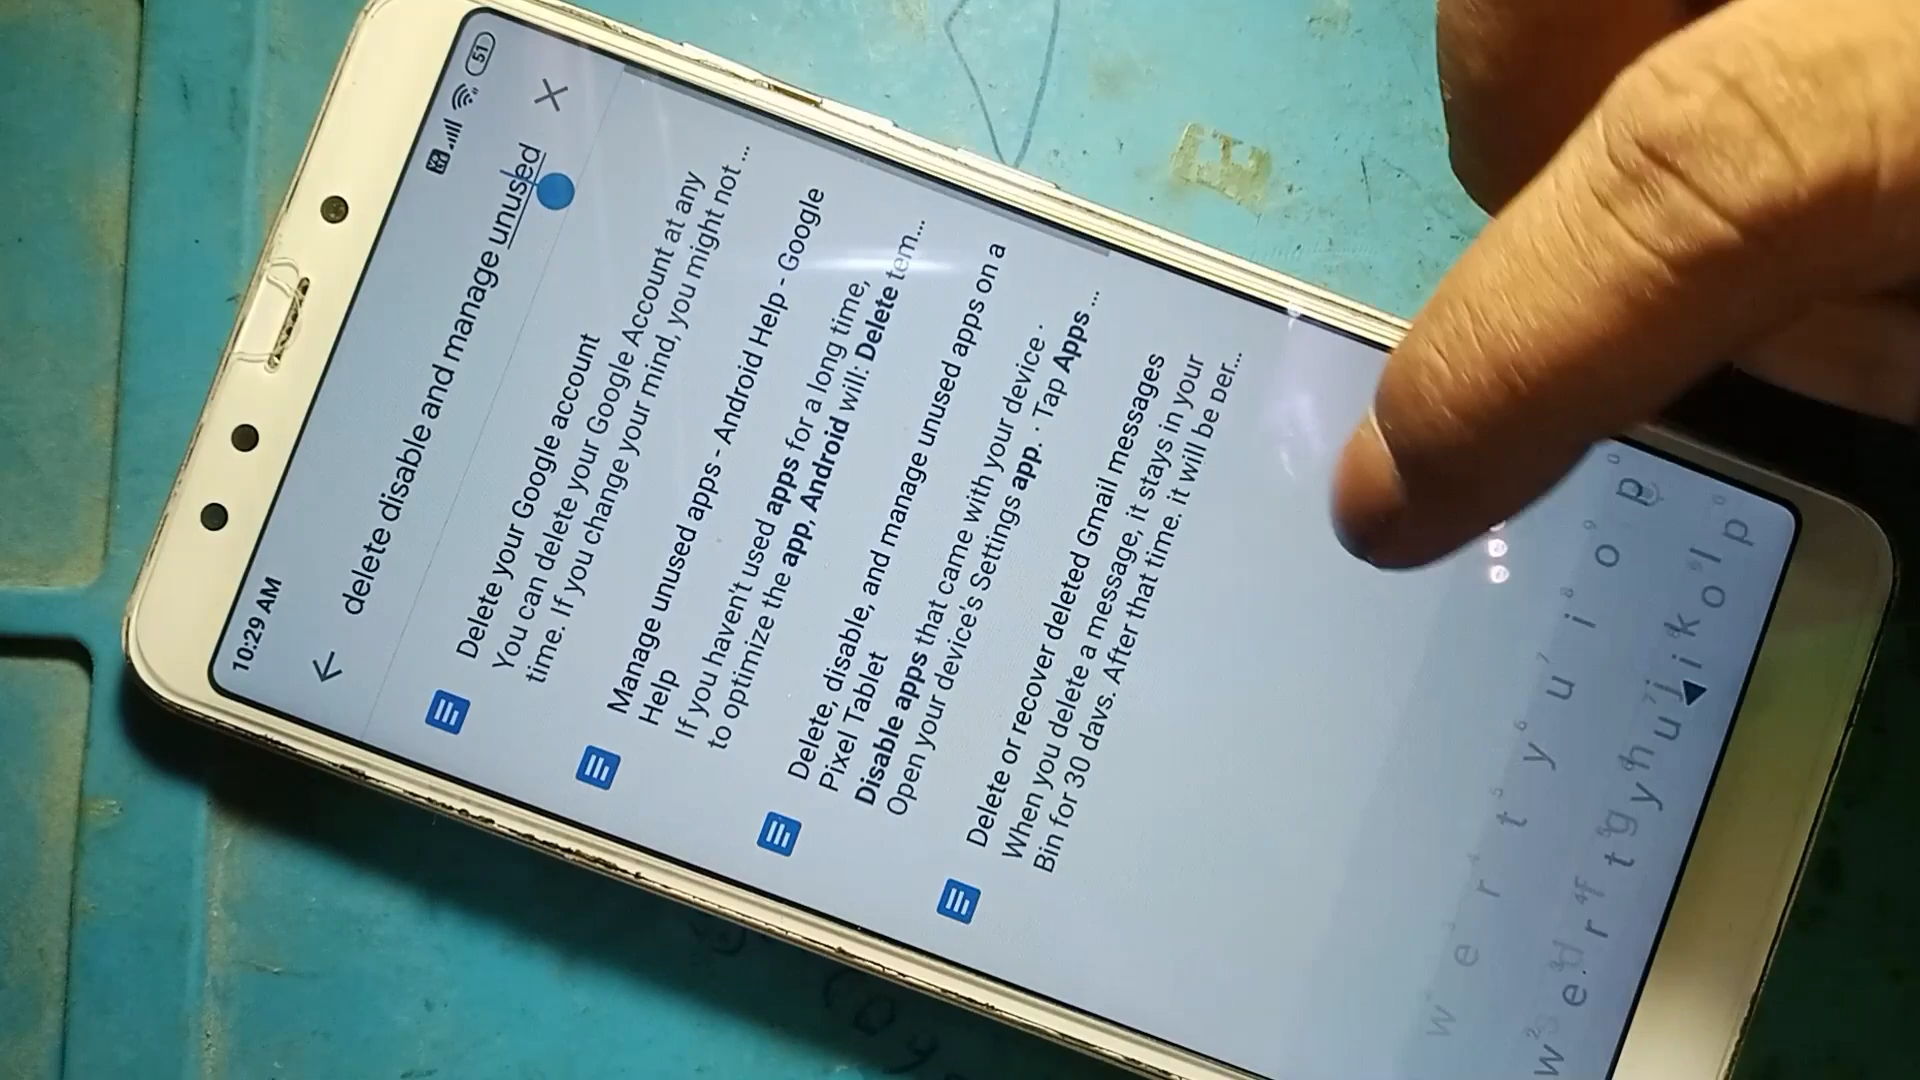 10:29 AM
51
delete disable and manage unused
Delete your Google account
You can delete your Google Account at any
time. If you change your mind, you might not ...
Manage unused apps - Android Help - Google
Help
If you haven't used apps for a long time,
to optimize the app, Android will: Delete tem...
Delete, disable, and manage unused apps on a
Pixel Tablet
Disable apps that came with your device ·
Open your device's Settings app. · Tap Apps ...
Delete or recover deleted Gmail messages
When you delete a message, it stays in your
Bin for 30 days. After that time, it will be per...
w e r t y u i o p